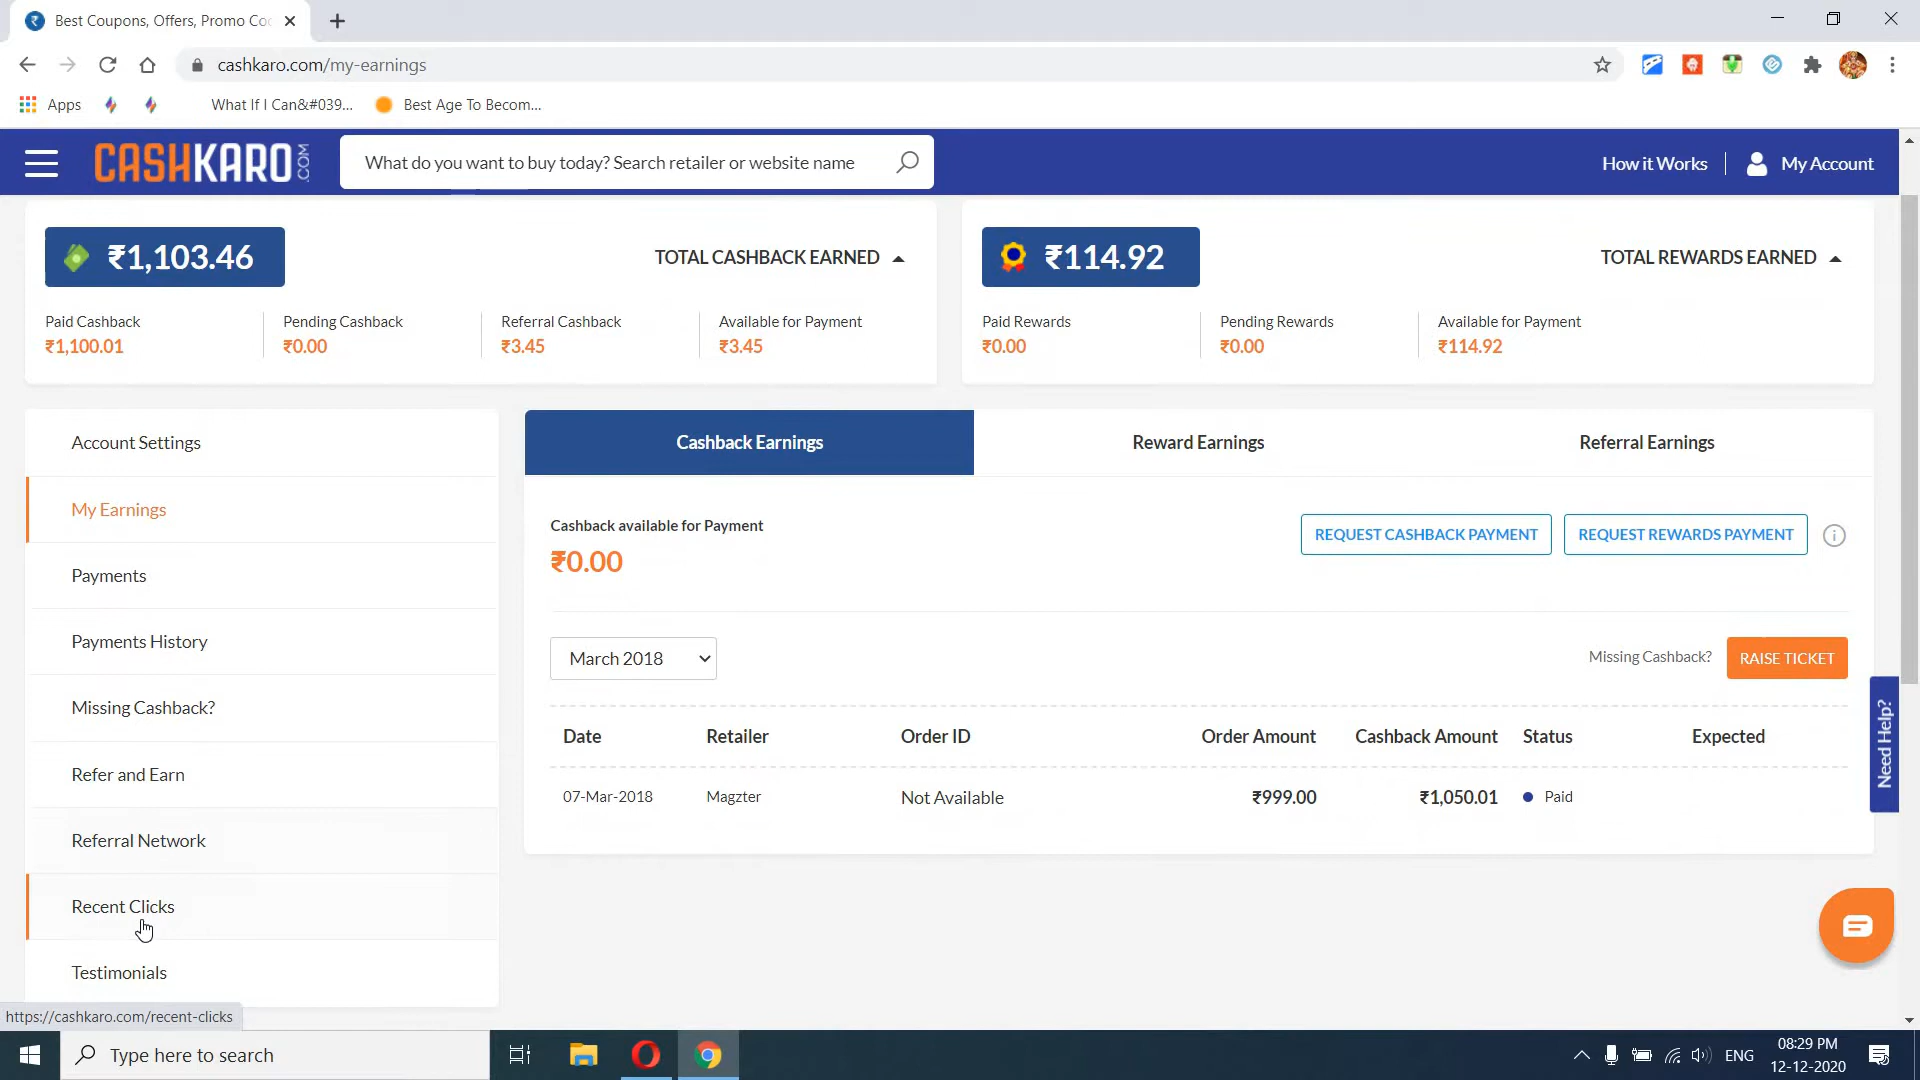 Best Coupons, Offers, Promo Co
cashkaro.com/my-earnings
Apps
What If I Can&#039...
Best Age To Becom...
CASHKARO.COM
What do you want to buy today? Search retailer or website name
How it Works
My Account
₹1,103.46
TOTAL CASHBACK EARNED
Paid Cashback
₹1,100.01
Pending Cashback
₹0.00
Referral Cashback
₹3.45
Available for Payment
₹3.45
₹114.92
TOTAL REWARDS EARNED
Paid Rewards
₹0.00
Pending Rewards
₹0.00
Available for Payment
₹114.92
Account Settings
My Earnings
Payments
Payments History
Missing Cashback?
Refer and Earn
Referral Network
Recent Clicks
Testimonials
Cashback Earnings
Reward Earnings
Referral Earnings
Cashback available for Payment
₹0.00
REQUEST CASHBACK PAYMENT
REQUEST REWARDS PAYMENT
March 2018
Missing Cashback?
RAISE TICKET
Date Retailer Order ID Order Amount Cashback Amount Status Expected
07-Mar-2018 Magzter Not Available ₹999.00 ₹1,050.01 Paid
Need Help?
https://cashkaro.com/recent-clicks
Type here to search
ENG
08:29 PM
12-12-2020